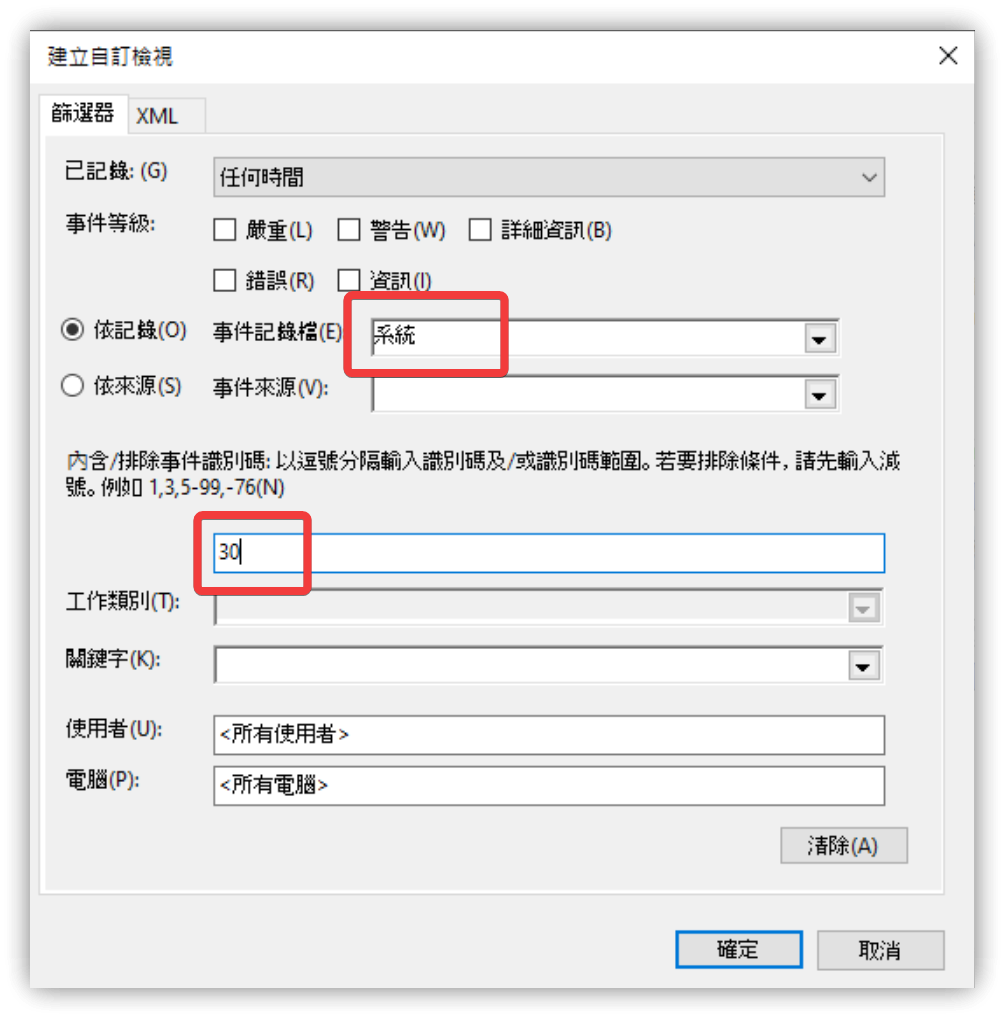 建立自訂檢視
篩選器 XML
已記錄: (G) 任何時間
事件等級: 嚴重(L) 警告(W) 詳細資訊(B)
錯誤(R) 資訊(I)
依記錄(O) 事件記錄檔(E): 系統
依來源(S) 事件來源(V):
內含/排除事件識別碼: 以逗號分隔輸入識別碼及/或識別碼範圍。若要排除條件, 請先輸入減
號。例如 1,3,5-99,-76(N)
30
工作類別(T):
關鍵字(K):
使用者(U): <所有使用者>
電腦(P): <所有電腦>
清除(A)
確定 取消